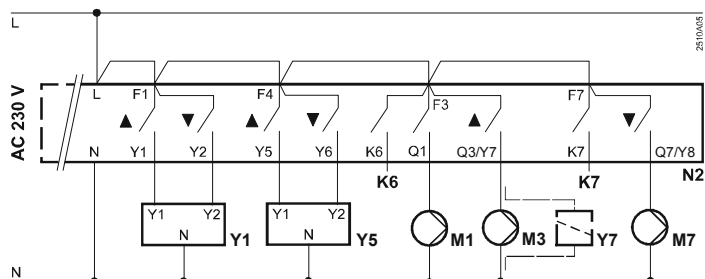 L
2510A05
AC 230 V
L F1 F4 F3 F7
N Y1 Y2 Y5 Y6 K6 Q1 Q3/Y7 K7 Q7/Y8
K6 K7 N2
Y1 Y2 Y1 Y2
N Y1 N Y5 M1 M3 Y7 M7
N